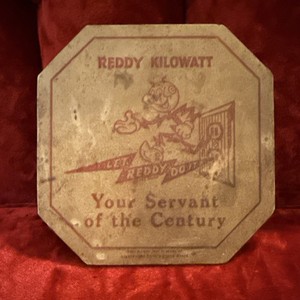 REDDY KILOWATT
LET REDDY DO IT!
Your Servant
of the Century